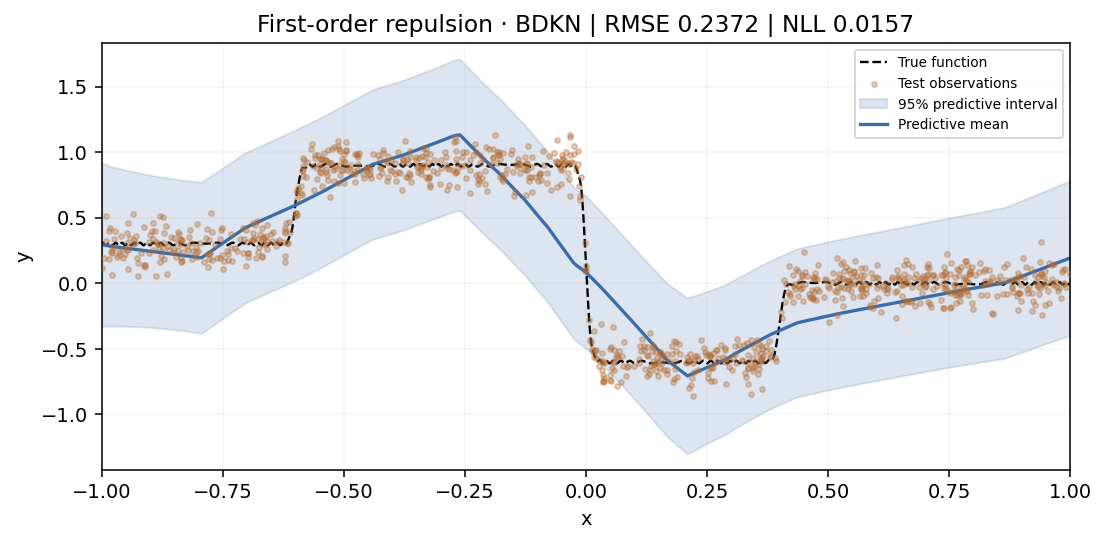 First-order repulsion · BDKN | RMSE 0.2372 | NLL 0.0157
True function
Test observations
95% predictive interval
Predictive mean
y
1.5
1.0
0.5
0.0
−0.5
−1.0
−1.00 −0.75 −0.50 −0.25 0.00 0.25 0.50 0.75 1.00
x